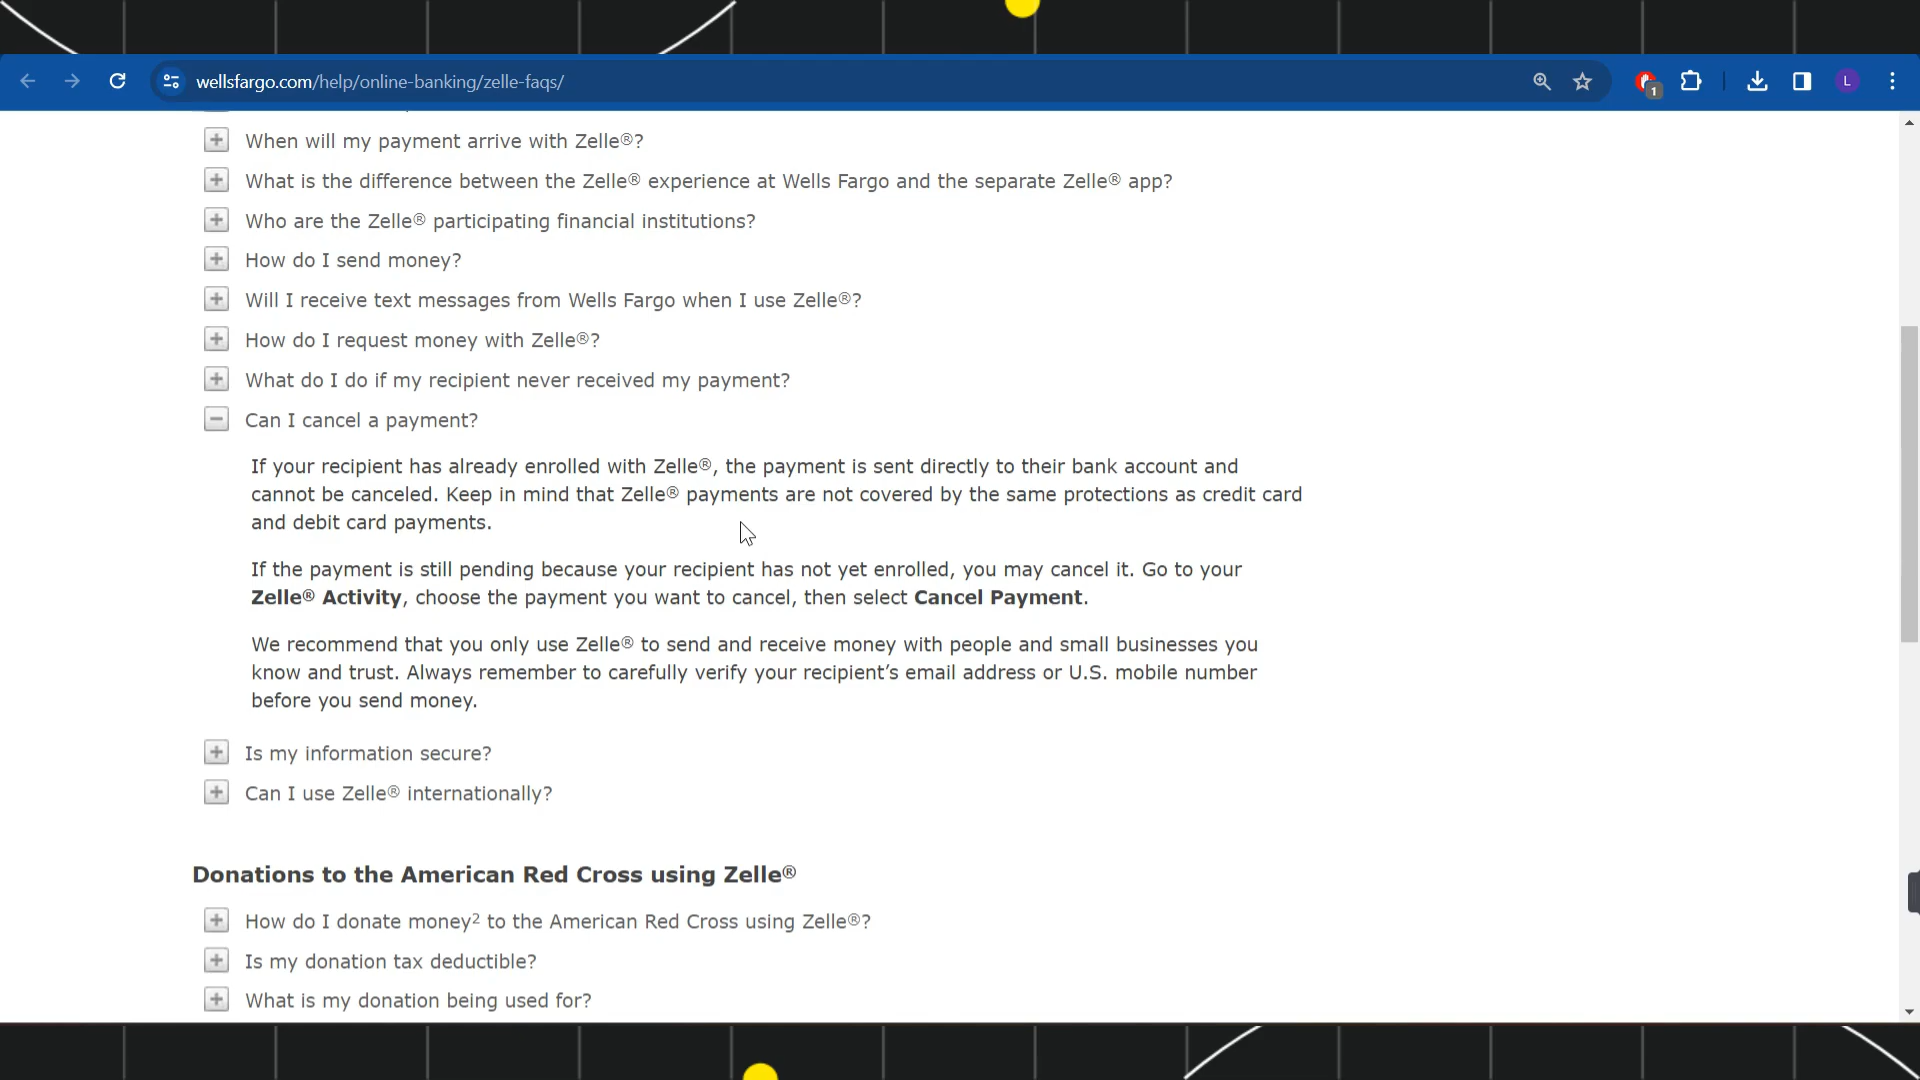 wellsfargo.com/help/online-banking/zelle-faqs/
1
L
When will my payment arrive with Zelle®?
What is the difference between the Zelle® experience at Wells Fargo and the separate Zelle® app?
Who are the Zelle® participating financial institutions?
How do I send money?
Will I receive text messages from Wells Fargo when I use Zelle®?
How do I request money with Zelle®?
What do I do if my recipient never received my payment?
Can I cancel a payment?
If your recipient has already enrolled with Zelle®, the payment is sent directly to their bank account and
cannot be canceled. Keep in mind that Zelle® payments are not covered by the same protections as credit card
and debit card payments.
If the payment is still pending because your recipient has not yet enrolled, you may cancel it. Go to your
Zelle® Activity, choose the payment you want to cancel, then select Cancel Payment.
We recommend that you only use Zelle® to send and receive money with people and small businesses you
know and trust. Always remember to carefully verify your recipient’s email address or U.S. mobile number
before you send money.
Is my information secure?
Can I use Zelle® internationally?
Donations to the American Red Cross using Zelle®
How do I donate money² to the American Red Cross using Zelle®?
Is my donation tax deductible?
What is my donation being used for?